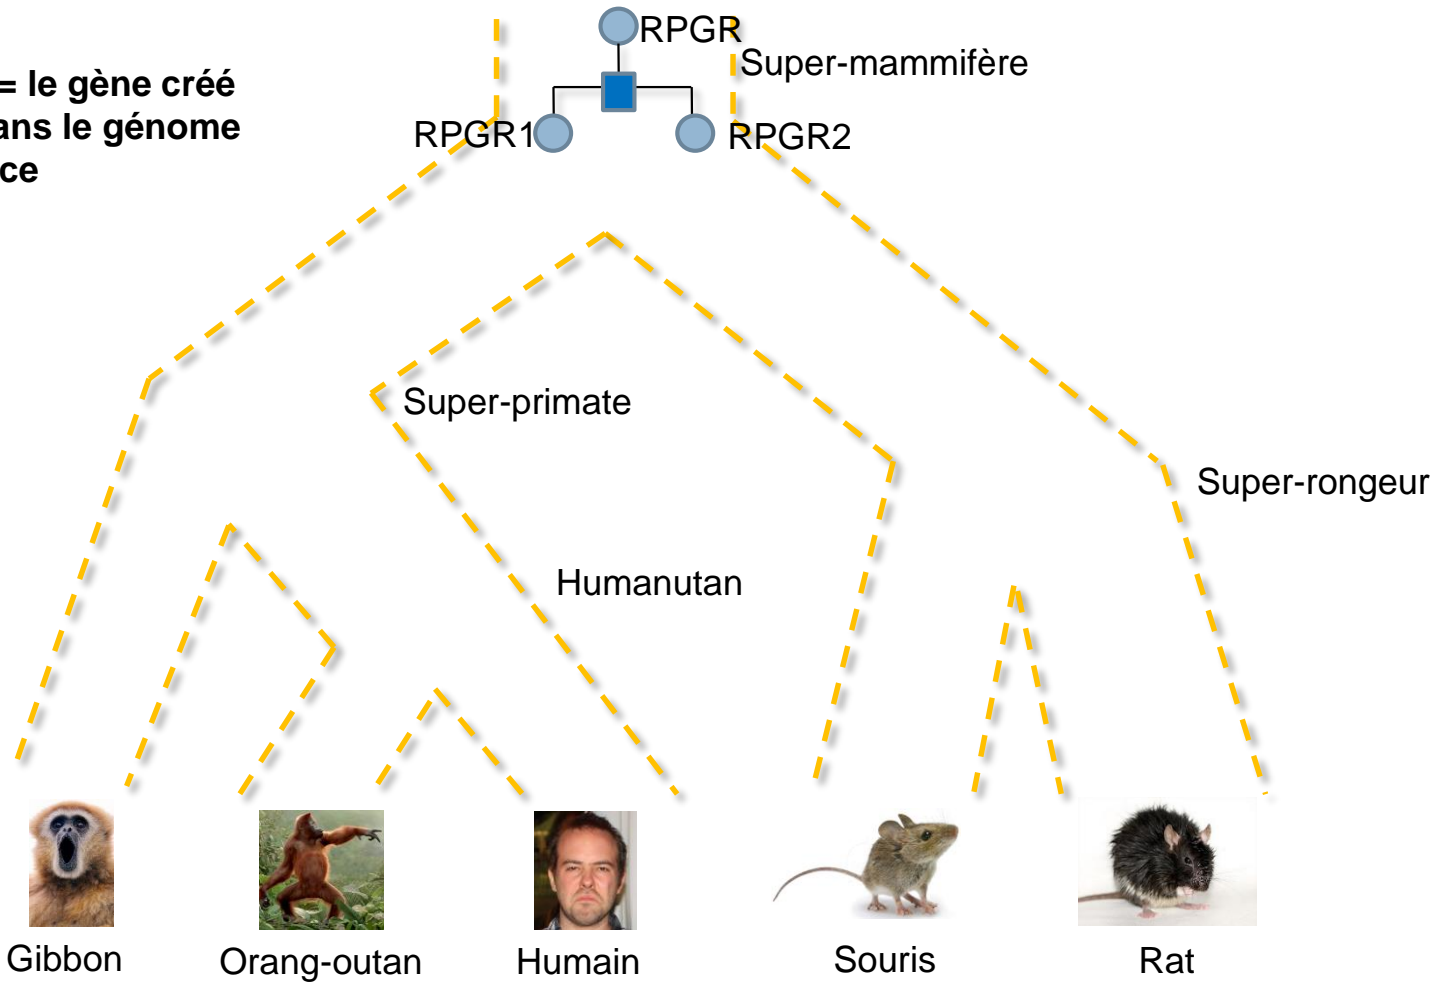 RPGR
Super-mammifère
= le gène créé
ans le génome
ce
RPGR1
RPGR2
Super-primate
Super-rongeur
Humanutan
Gibbon
Orang-outan
Humain
Souris
Rat